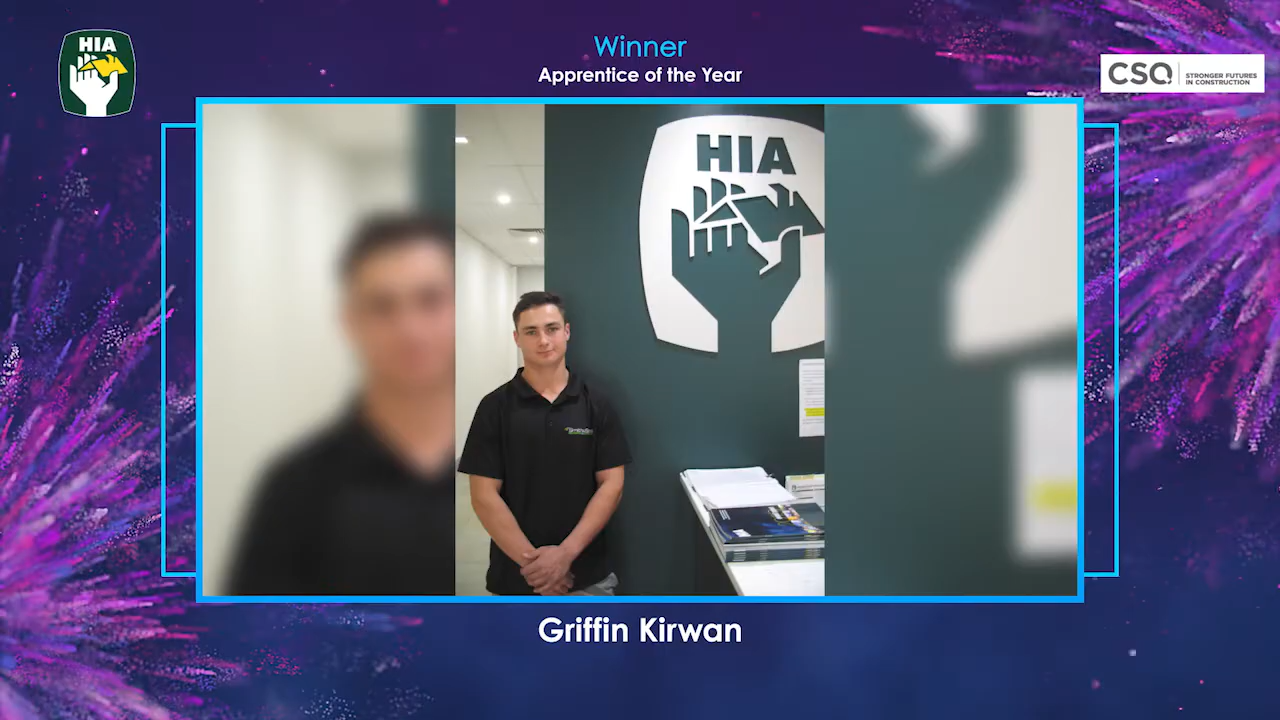 HIA
Winner
Apprentice of the Year
CSQ
STRONGER FUTURES
IN CONSTRUCTION
HIA
Griffin Kirwan